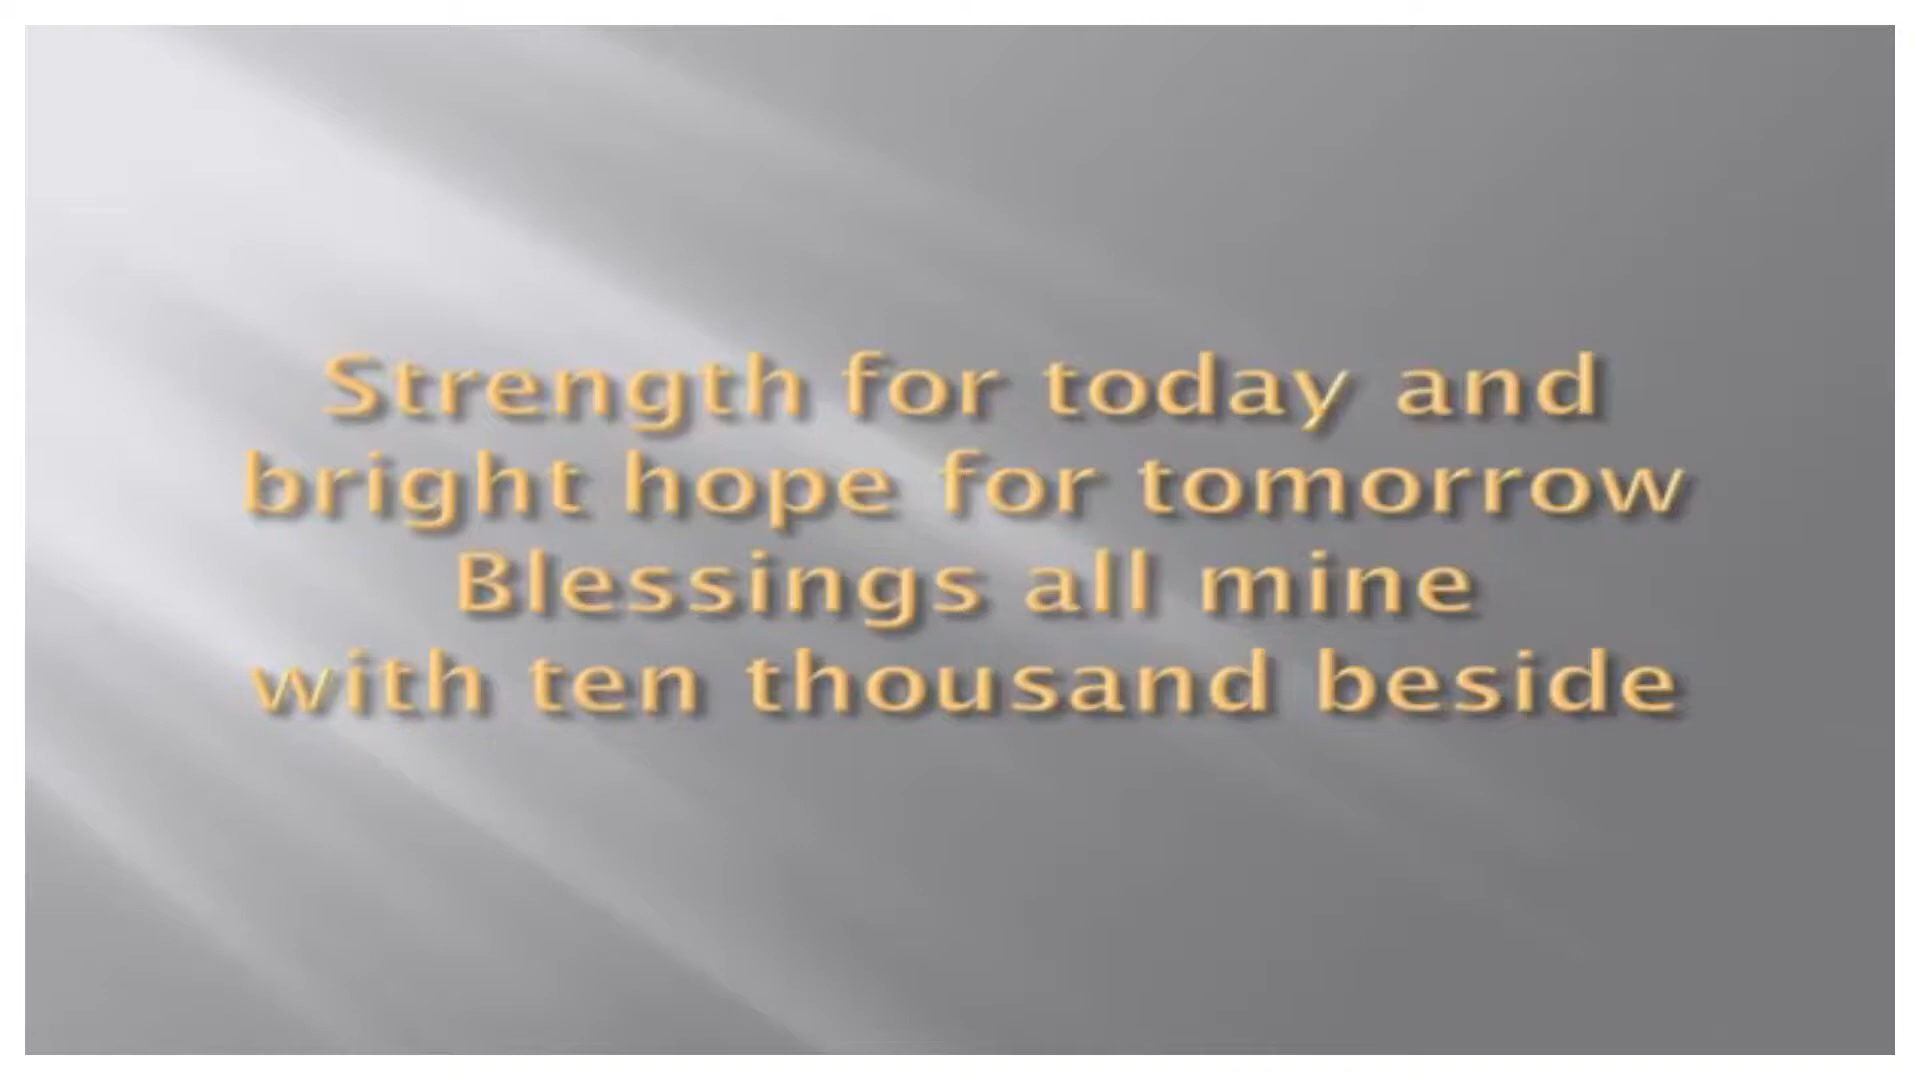 Strength for today and
bright hope for tomorrow
Blessings all mine
with ten thousand beside